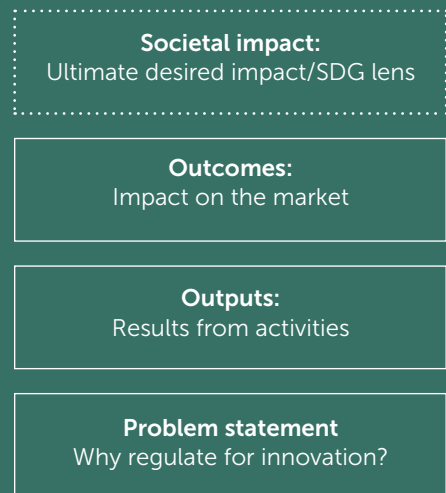 Societal impact:
Ultimate desired impact/SDG lens
Outcomes:
Impact on the market
Outputs:
Results from activities
Problem statement
Why regulate for innovation?